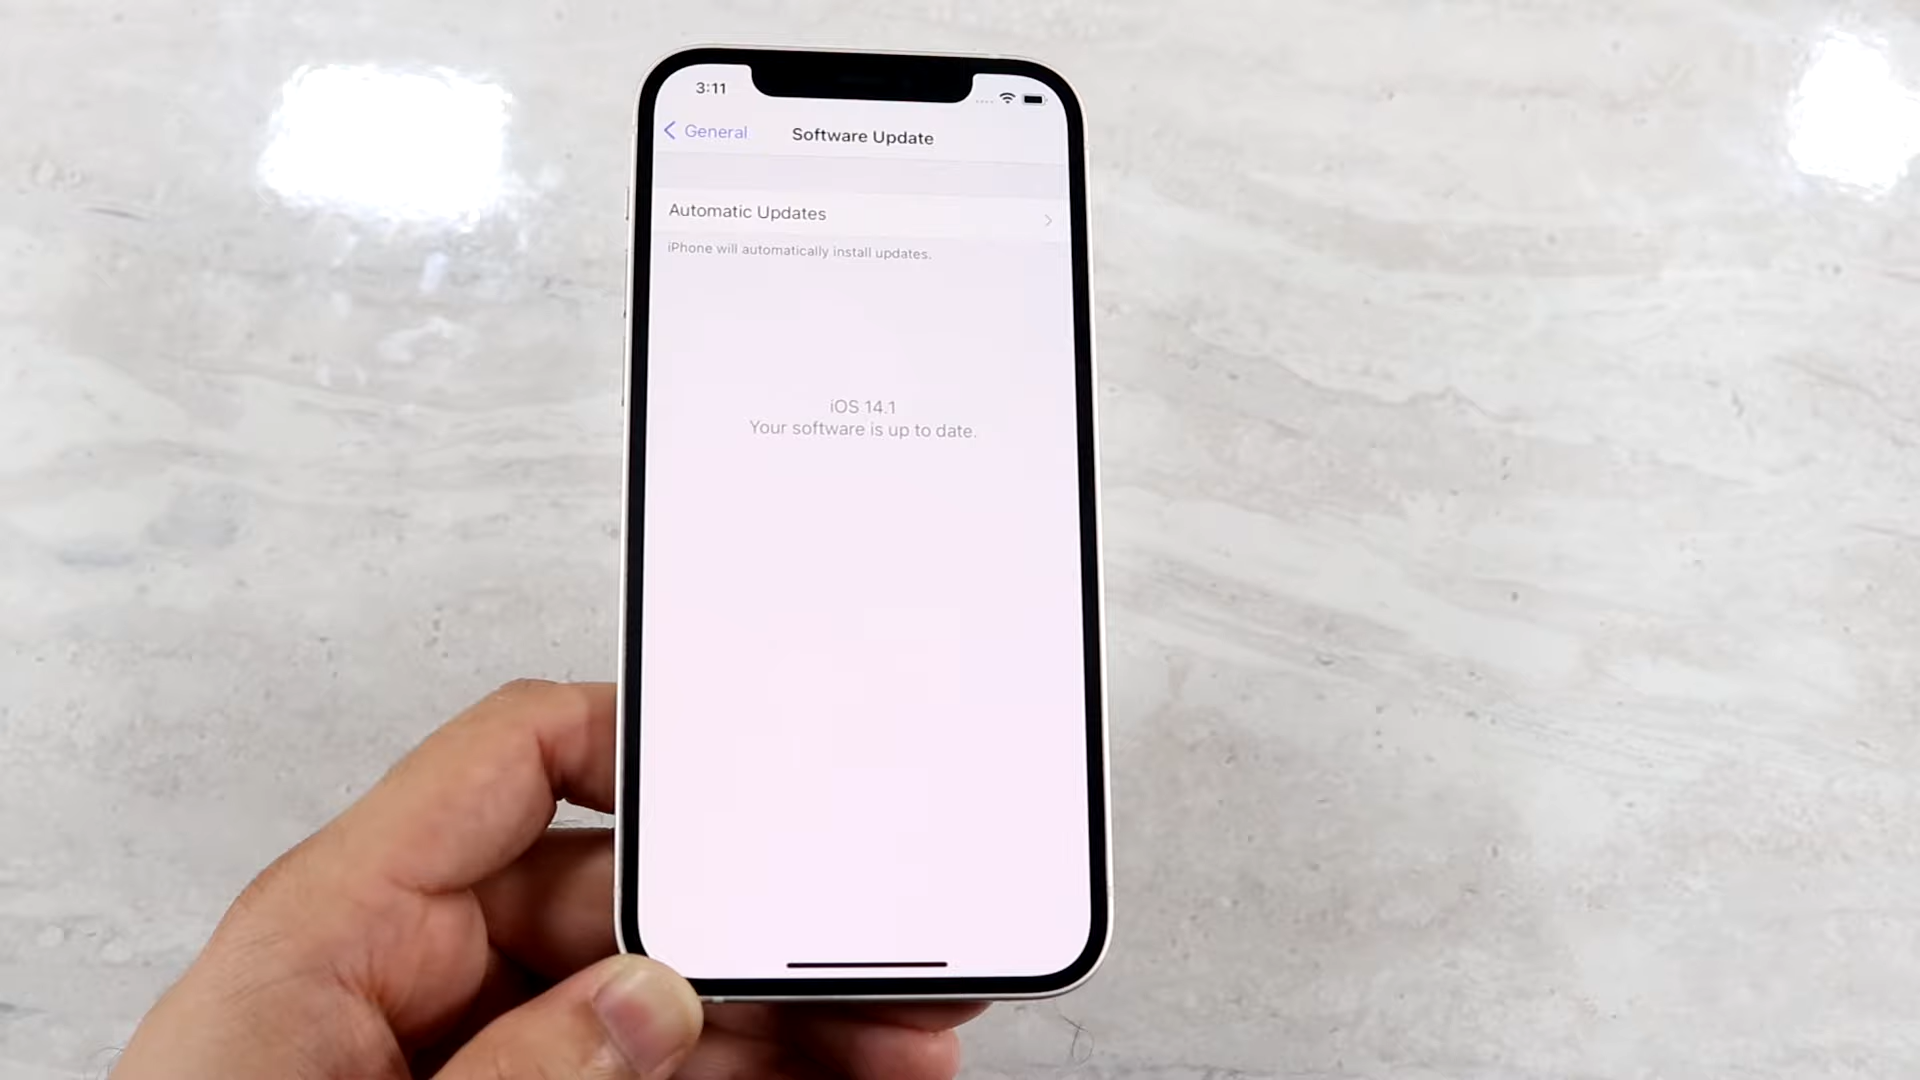 3:11
General
Software Update
Automatic Updates
iPhone will automatically install updates.
iOS 14.1
Your software is up to date.